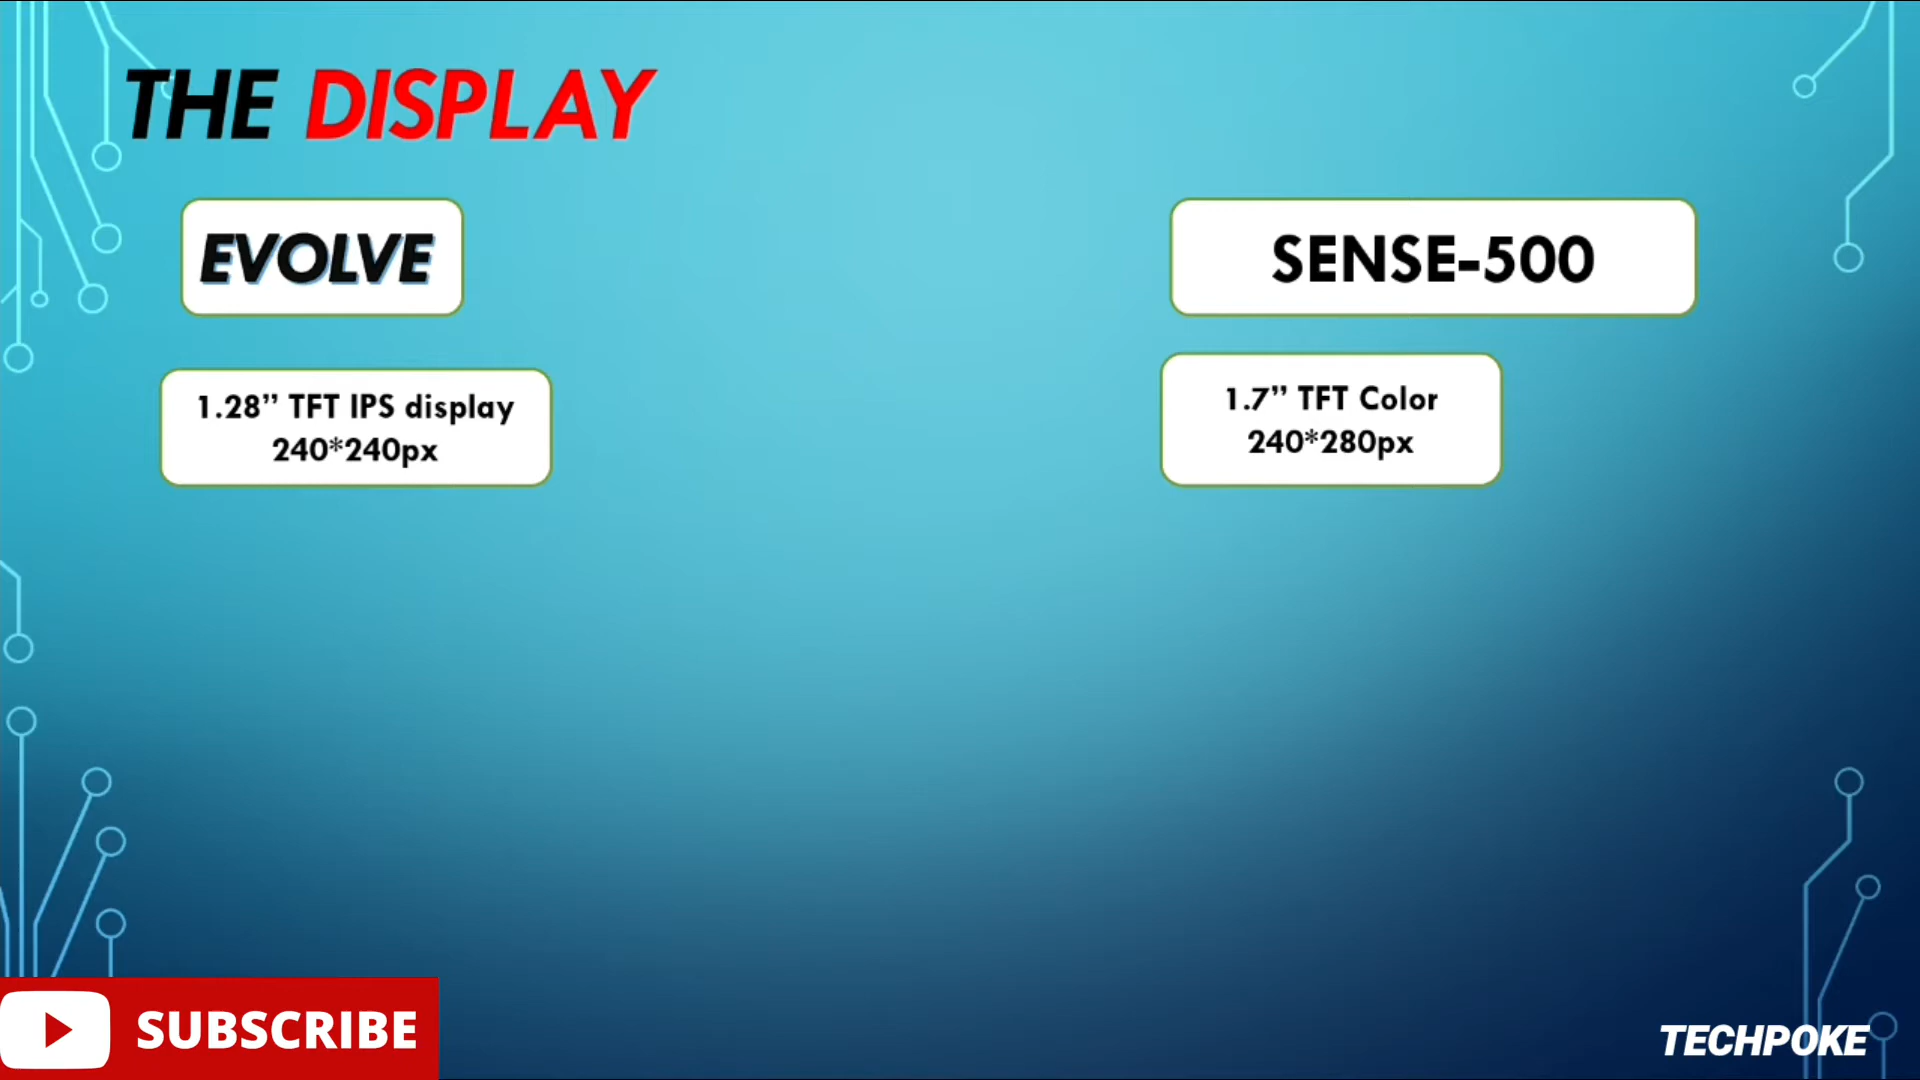 THE DISPLAY
EVOLVE
SENSE-500
1.28” TFT IPS display
240*240px
1.7” TFT Color
240*280px
SUBSCRIBE
TECHPOKE